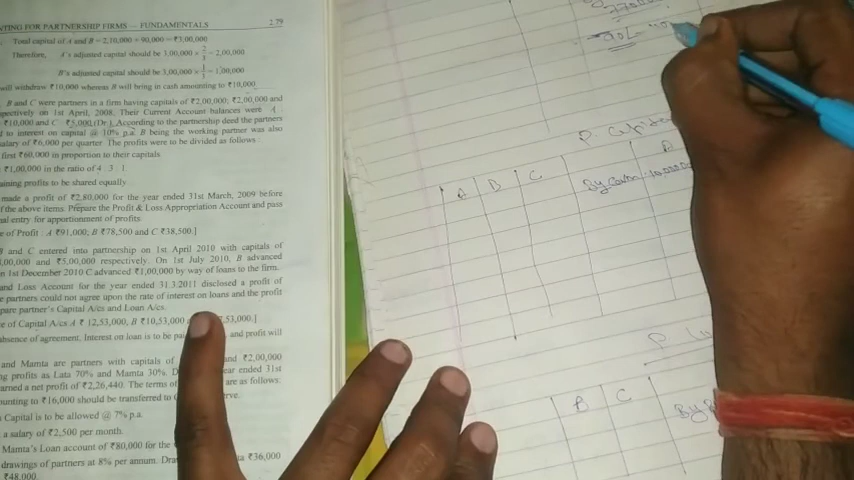 NTING FOR PARTNERSHIP FIRMS — FUNDAMENTALS 2.79
Total capital of A and B = 2,10,000 × 90,000 = ₹3,00,000
Therefore, A's adjusted capital should be 3,00,000 × 2/3 = 2,00,000
B's adjusted capital should be 3,00,000 × 1/3 = 1,00,000
will withdraw ₹10,000 whereas B will bring in cash amounting to ₹10,000
B and C were partners in a firm having capitals of ₹2,00,000; ₹2,00,000 and
pectively on 1st April, 2008. Their Current Account balances were A
₹10,000 and C : ₹5,000 (Dr.). According to the partnership deed the partners
d to interest on capital @ 10% p.a. B being the working partner was also
salary of ₹6,000 per quarter. The profits were to be divided as follows
first ₹60,000 in proportion to their capitals
₹1,00,000 in the ratio of 4 : 3 : 1.
aining profits to be shared equally
made a profit of ₹2,80,000 for the year ended 31st March, 2009 before
f the above items. Prepare the Profit & Loss Appropriation Account and pass
nal entry for apportionment of profits.
e of Profit : A ₹91,000; B ₹78,500 and C ₹38,500.]
B and C entered into partnership on 1st April 2010 with capitals of
,00,000 and ₹5,00,000 respectively. On 1st July 2010, B advanced
n 1st December 2010 C advanced ₹1,00,000 by way of loans to the firm.
and Loss Account for the year ended 31.3.2011 disclosed a profit of
e partners could not agree upon the rate of interest on loans and the profit
pare partner's Capital A/cs and Loan A/cs.
e of Capital A/cs A ₹ 12,53,000, B ₹10,53,000 7,53,000.]
bsence of agreement, Interest on loan is to be pa and profit will
and Mamta are partners with capitals of and ₹2,00,000
ng profits as Lata 70% and Mamta 30%. D year ended 31st
arned a net profit of ₹2,26,440. The terms of are as follows:
unting to ₹16,000 should be transferred to erve.
Capital is to be allowed @ 7% p.a.
a salary of ₹2,500 per month.
Mamta's Loan account of ₹80,000 for the
drawings of partners at 8% per annum. Dra ta ₹36,000
₹48,000.
A B C
B C